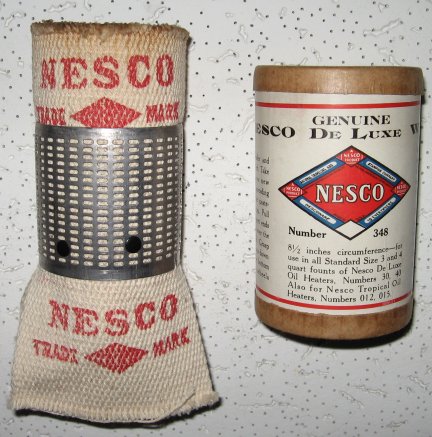 NESCO
TRADE MARK
NESCO
TRADE MARK
GENUINE
ESCO DE LUXE W
NESCO
Number 348
8½ inches circumference—for
use in all Standard Size 3 and 4
quart founts of Nesco De Luxe
Oil Heaters, Numbers 30, 40
Also for Nesco Tropical Oil
Heaters, Numbers 012, 015.